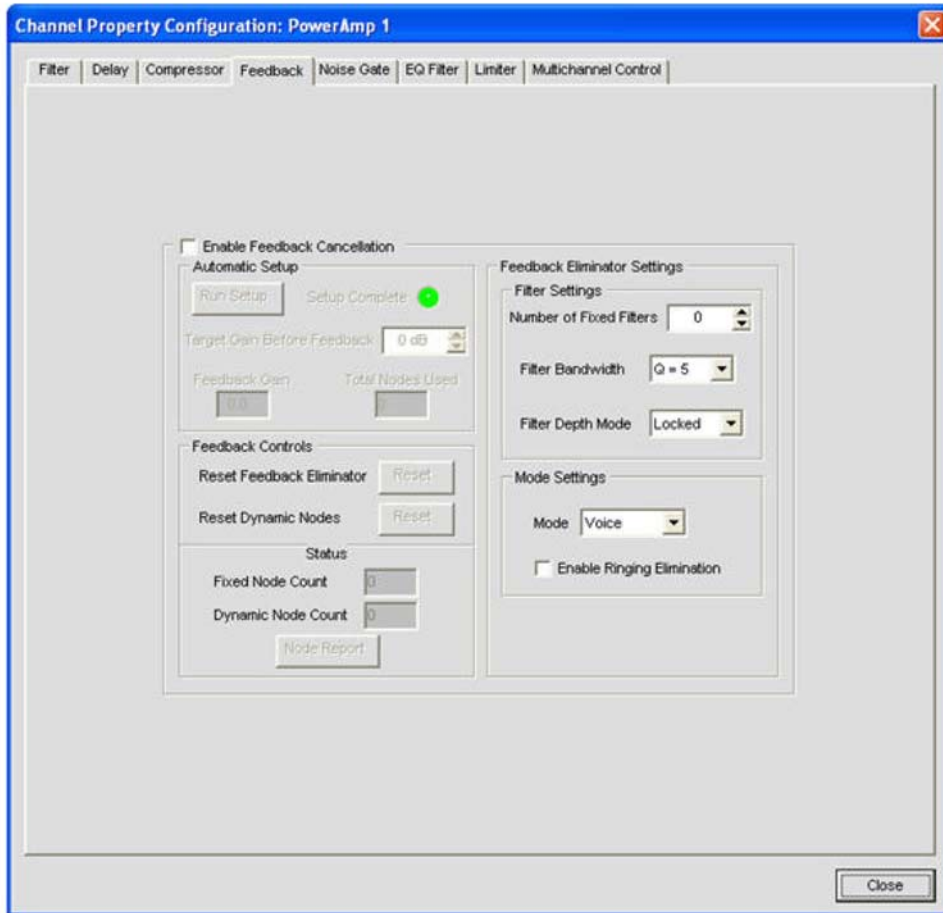 Channel Property Configuration: PowerAmp 1
Filter Delay Compressor Feedback Noise Gate EQ Filter Limiter Multichannel Control
Enable Feedback Cancellation
Automatic Setup
Run Setup Setup Complete
Target Gain Before Feedback 0 dB
Feedback Gain Total Nodes Used
0.0 0
Feedback Controls
Reset Feedback Eliminator Reset
Reset Dynamic Nodes Reset
Status
Fixed Node Count 0
Dynamic Node Count 0
Node Report
Feedback Eliminator Settings
Filter Settings
Number of Fixed Filters 0
Filter Bandwidth Q = 5
Filter Depth Mode Locked
Mode Settings
Mode Voice
Enable Ringing Elimination
Close